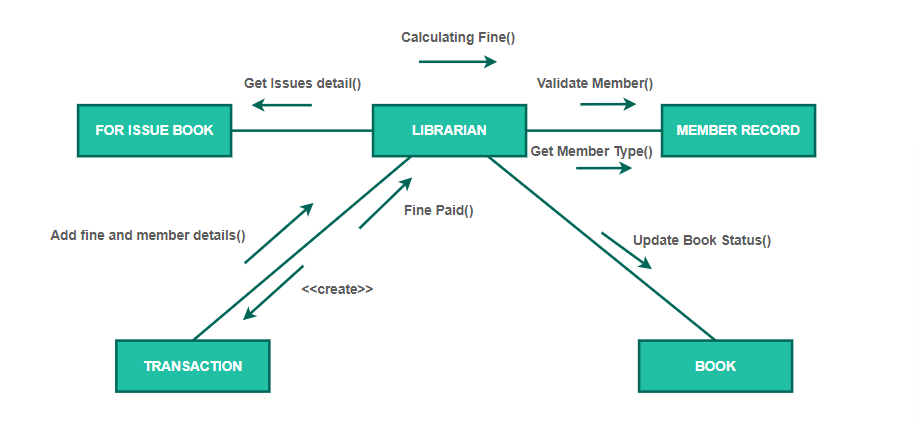 Calculating Fine()
Get Issues detail()
Validate Member()
FOR ISSUE BOOK
LIBRARIAN
MEMBER RECORD
Get Member Type()
Fine Paid()
Add fine and member details()
Update Book Status()
<<create>>
TRANSACTION
BOOK